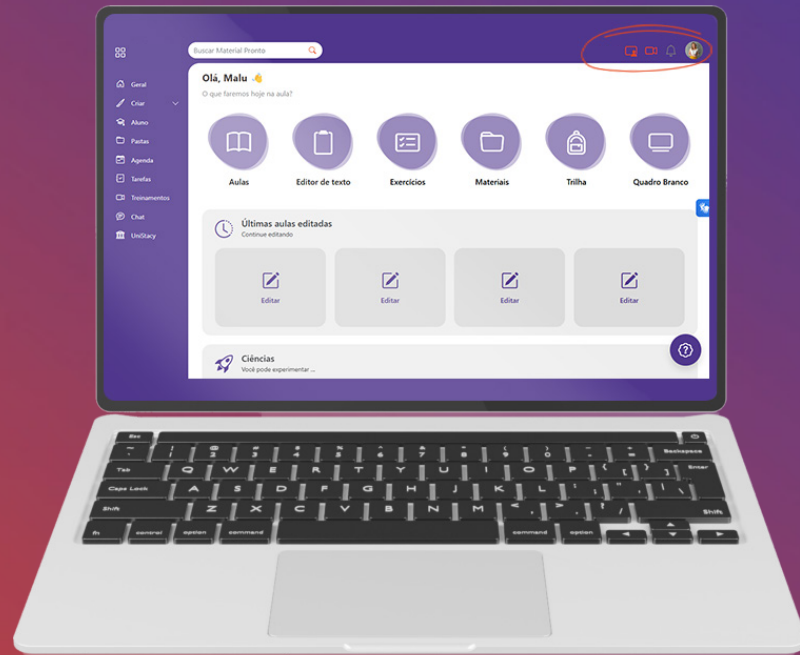 Buscar Material Pronto
Geral
Criar
Aluno
Pastas
Agenda
Tarefas
Treinamentos
Chat
UniStacy
Olá, Malu
O que faremos hoje na aula?
Aulas
Editor de texto
Exercícios
Materiais
Trilha
Quadro Branco
Últimas aulas editadas
Continue editando
Editar
Editar
Editar
Editar
Ciências
Você pode experimentar ...
Esc
Backspace
Tab
Q W E R T Y U I O P
Enter
Caps Lock
A S D F G H J K L
Shift
Z X C V B N M
Shift
fn
control
option
command
command
option